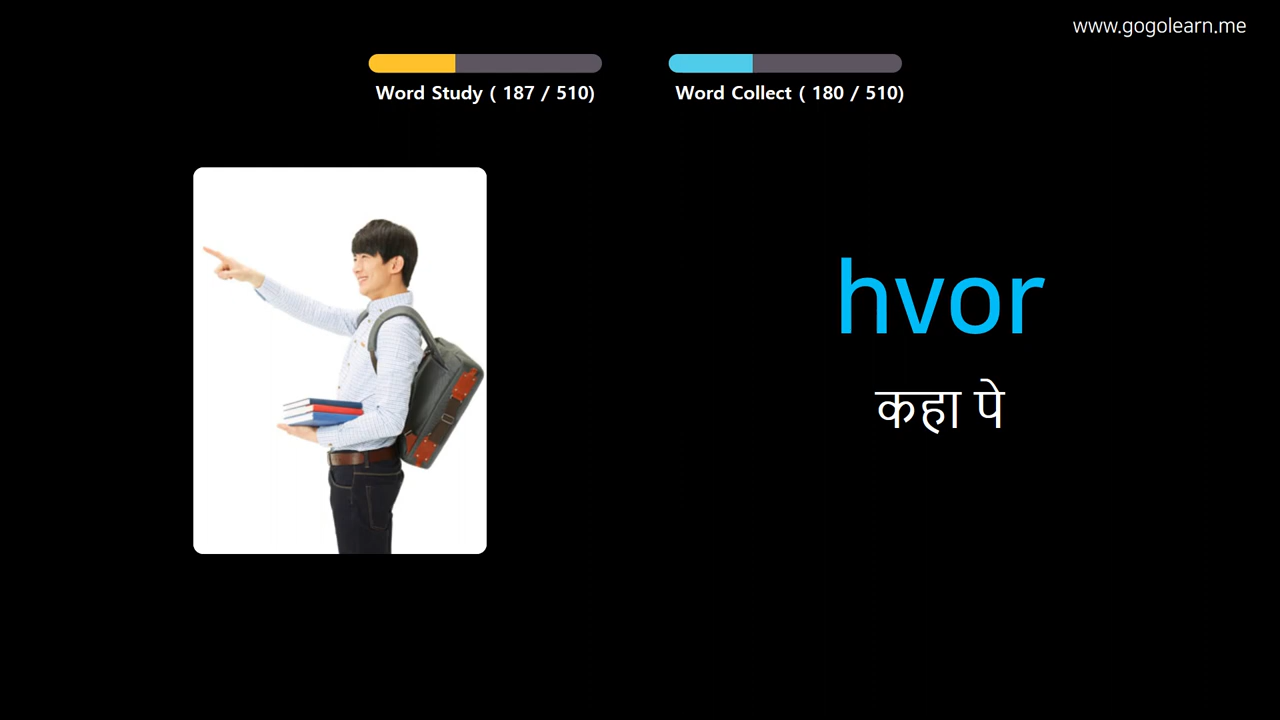 www.gogolearn.me
Word Study ( 187 / 510)
Word Collect ( 180 / 510)
hvor
कहा पे